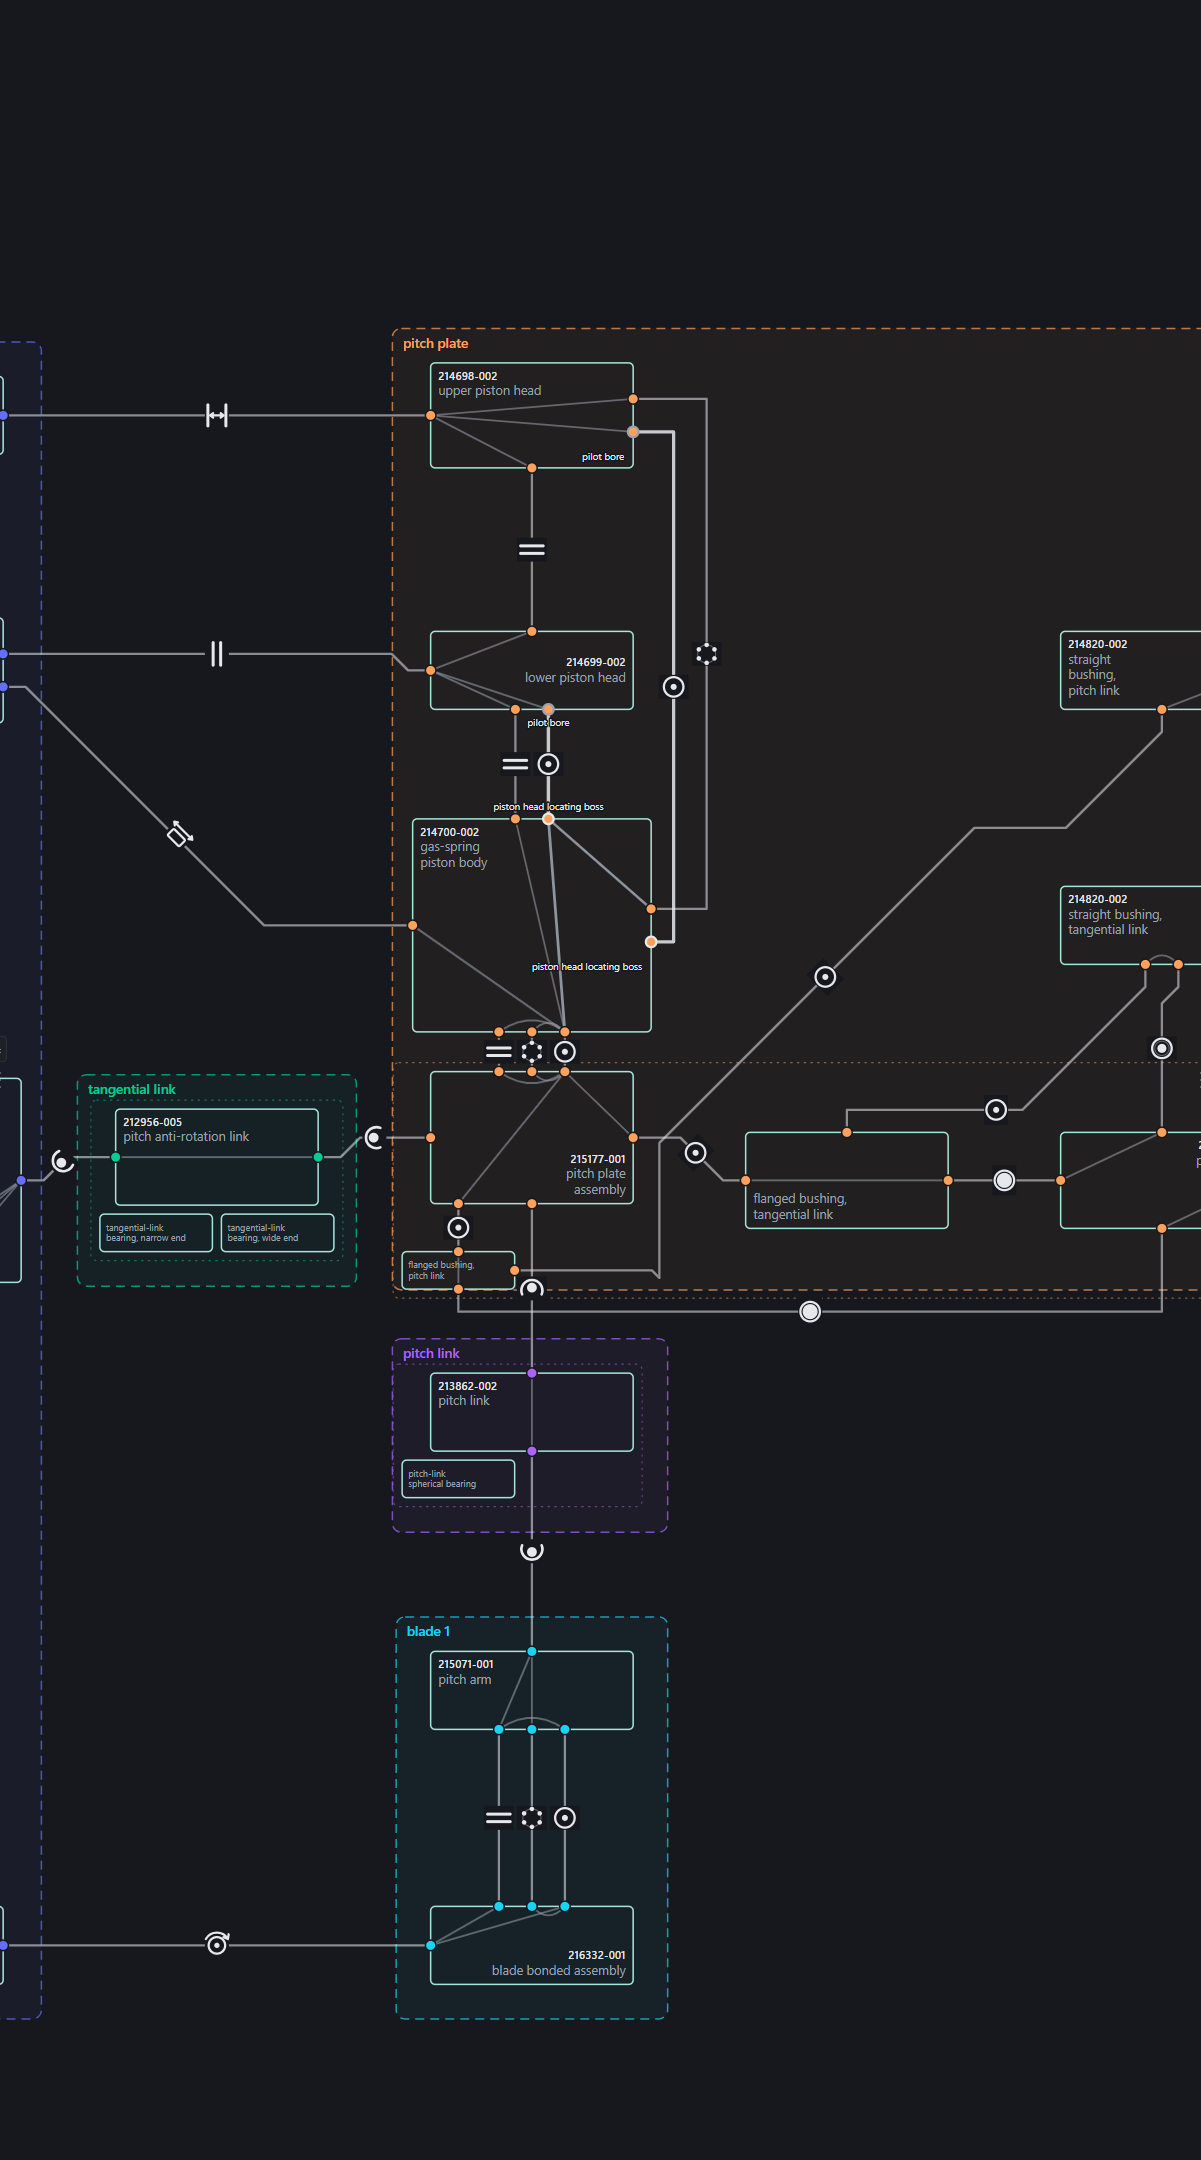 pitch plate
214698-002
upper piston head
pilot bore
214699-002
lower piston head
pilot bore
piston head locating boss
214700-002
gas-spring
piston body
piston head locating boss
214820-002
straight
bushing,
pitch link
214820-002
straight bushing,
tangential link
tangential link
212956-005
pitch anti-rotation link
tangential-link
bearing, narrow end
tangential-link
bearing, wide end
215177-001
pitch plate
assembly
flanged bushing,
pitch link
flanged bushing,
tangential link
pitch link
213862-002
pitch link
pitch-link
spherical bearing
blade 1
215071-001
pitch arm
216332-001
blade bonded assembly